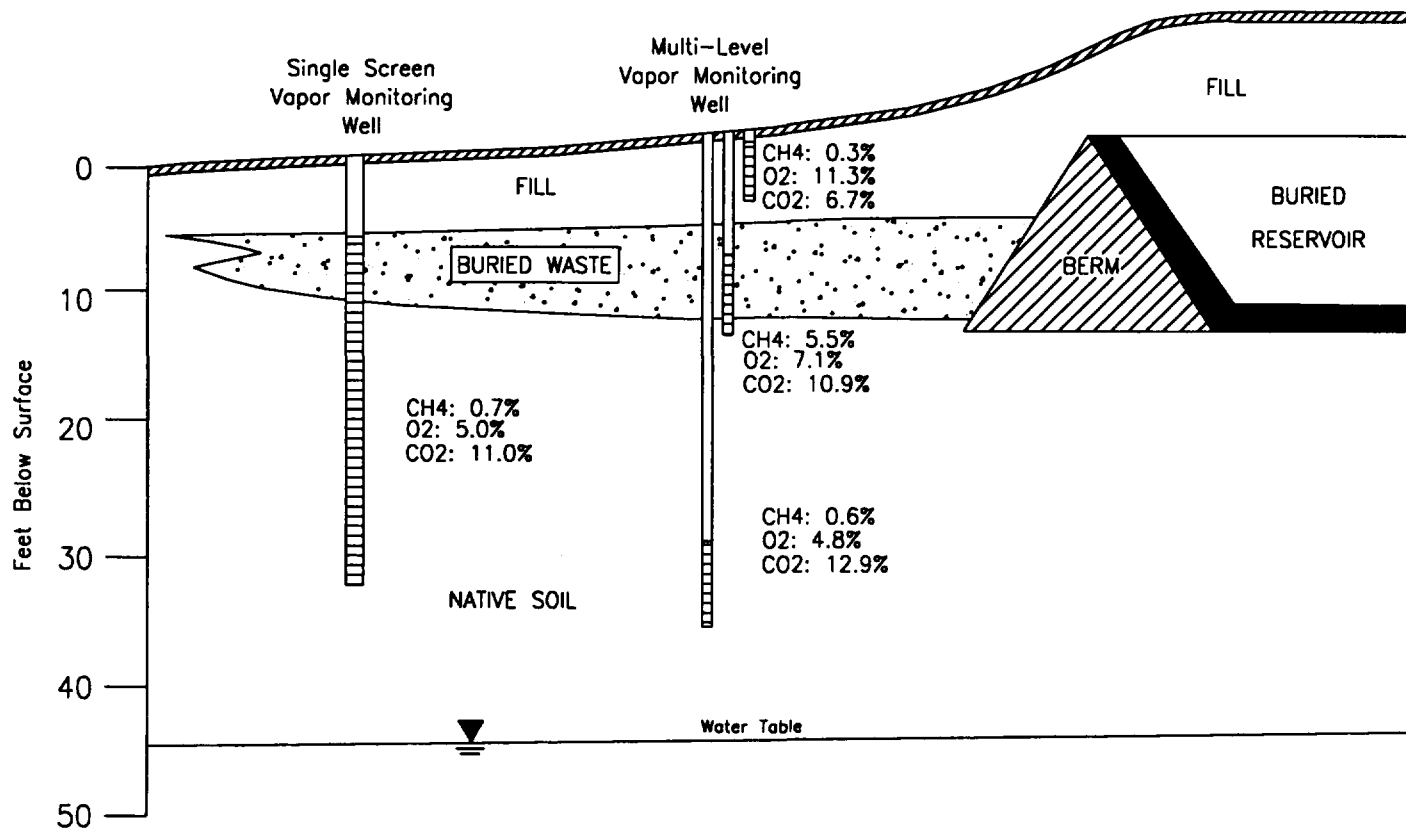 Single Screen
Vapor Monitoring
Well
Multi-Level
Vapor Monitoring
Well
FILL
CH4: 0.3%
O2: 11.3%
CO2: 6.7%
0
FILL
BURIED
RESERVOIR
BURIED WASTE
BERM
10
CH4: 5.5%
O2: 7.1%
CO2: 10.9%
CH4: 0.7%
O2: 5.0%
CO2: 11.0%
20
Feet Below Surface
CH4: 0.6%
O2: 4.8%
CO2: 12.9%
30
NATIVE SOIL
40
Water Table
50